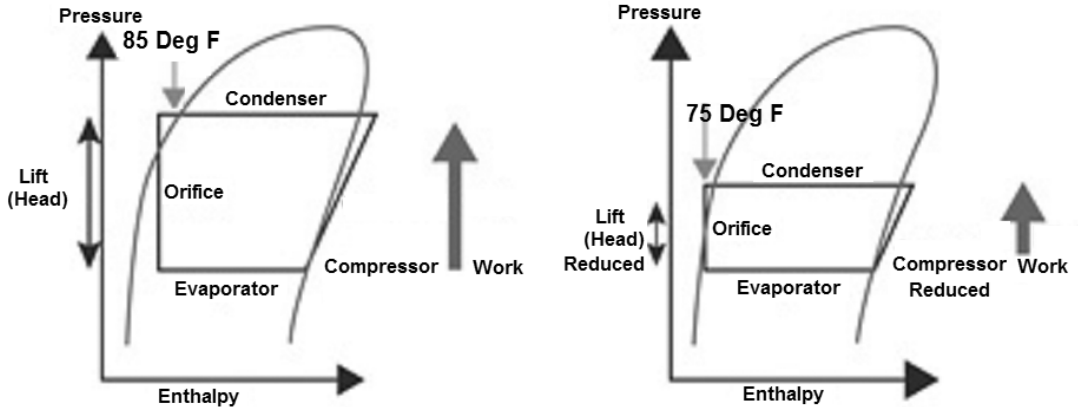 Pressure
85 Deg F
Condenser
Lift
(Head)
Orifice
Compressor
Work
Evaporator
Enthalpy
Pressure
75 Deg F
Condenser
Lift
(Head)
Reduced
Orifice
Compressor
Reduced
Work
Evaporator
Enthalpy